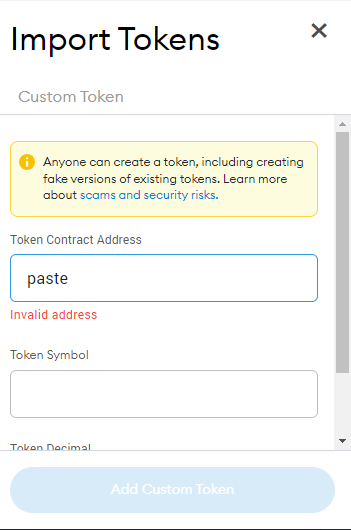 Import Tokens
Custom Token
Anyone can create a token, including creating
fake versions of existing tokens. Learn more
about scams and security risks.
Token Contract Address
paste
Invalid address
Token Symbol
Token Decimal
Add Custom Token